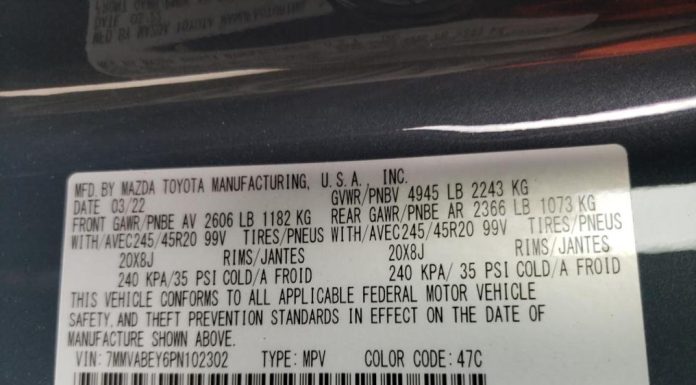 MFD. BY MAZDA TOYOTA MANUFACTURING, U.S.A. INC.
DATE 03/22 GVWR/PNBV 4945 LB 2243 KG
FRONT GAWR/PNBE AV 2606 LB 1182 KG REAR GAWR/PNBE AR 2366 LB 1073 KG
WITH/AVEC245/45R20 99V TIRES/PNEUS WITH/AVEC245/45R20 99V TIRES/PNEUS
20X8J RIMS/JANTES 20X8J RIMS/JANTES
240 KPA/35 PSI COLD/A FROID 240 KPA/ 35 PSI COLD/A FROID
THIS VEHICLE CONFORMS TO ALL APPLICABLE FEDERAL MOTOR VEHICLE
SAFETY, AND THEFT PREVENTION STANDARDS IN EFFECT ON THE DATE OF
MANUFACTURE SHOWN ABOVE.
VIN: 7MMVABEY6PN102302 TYPE: MPV COLOR CODE: 47C